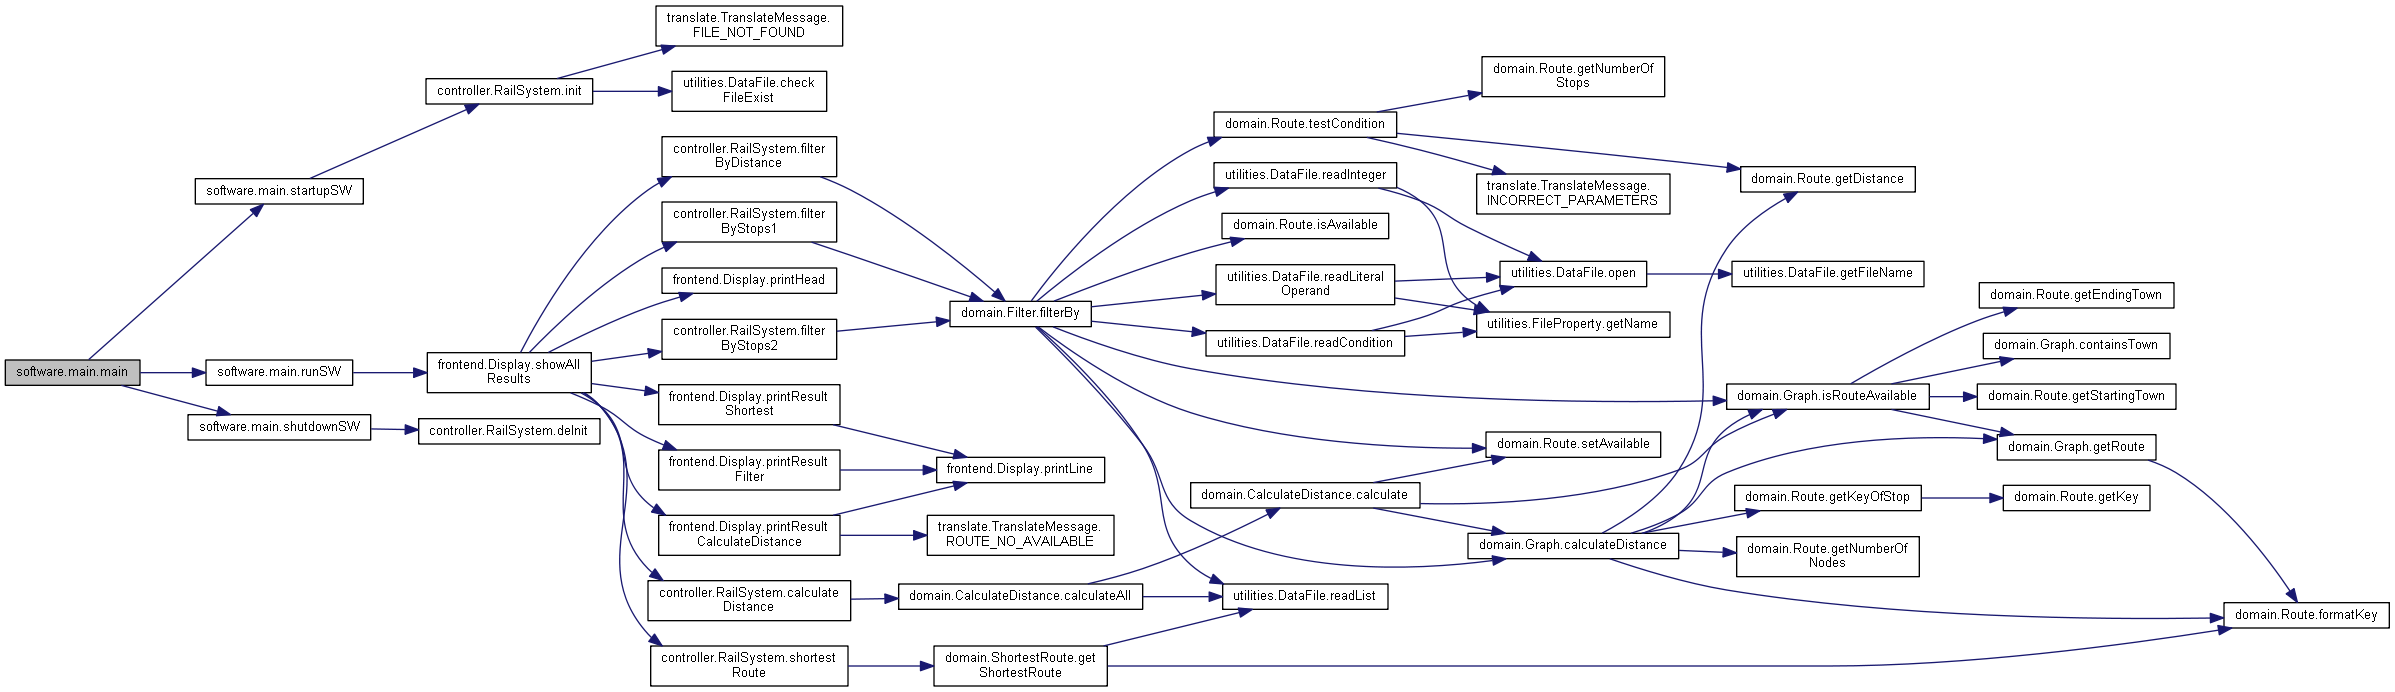 software.main.main
software.main.startupSW
software.main.runSW
software.main.shutdownSW
controller.RailSystem.init
frontend.Display.showAll
Results
controller.RailSystem.deInit
translate.TranslateMessage.
FILE_NOT_FOUND
utilities.DataFile.check
FileExist
controller.RailSystem.filter
ByDistance
controller.RailSystem.filter
ByStops1
frontend.Display.printHead
controller.RailSystem.filter
ByStops2
frontend.Display.printResult
Shortest
frontend.Display.printResult
Filter
frontend.Display.printResult
CalculateDistance
controller.RailSystem.calculate
Distance
controller.RailSystem.shortest
Route
domain.Filter.filterBy
frontend.Display.printLine
translate.TranslateMessage.
ROUTE_NO_AVAILABLE
domain.CalculateDistance.calculateAll
domain.ShortestRoute.get
ShortestRoute
domain.Route.testCondition
utilities.DataFile.readInteger
domain.Route.isAvailable
utilities.DataFile.readLiteral
Operand
utilities.DataFile.readCondition
domain.CalculateDistance.calculate
utilities.DataFile.readList
domain.Route.getNumberOf
Stops
translate.TranslateMessage.
INCORRECT_PARAMETERS
utilities.DataFile.open
utilities.FileProperty.getName
domain.Route.setAvailable
domain.Graph.calculateDistance
domain.Route.getDistance
utilities.DataFile.getFileName
domain.Graph.isRouteAvailable
domain.Route.getKeyOfStop
domain.Route.getNumberOf
Nodes
domain.Route.getEndingTown
domain.Graph.containsTown
domain.Route.getStartingTown
domain.Graph.getRoute
domain.Route.getKey
domain.Route.formatKey